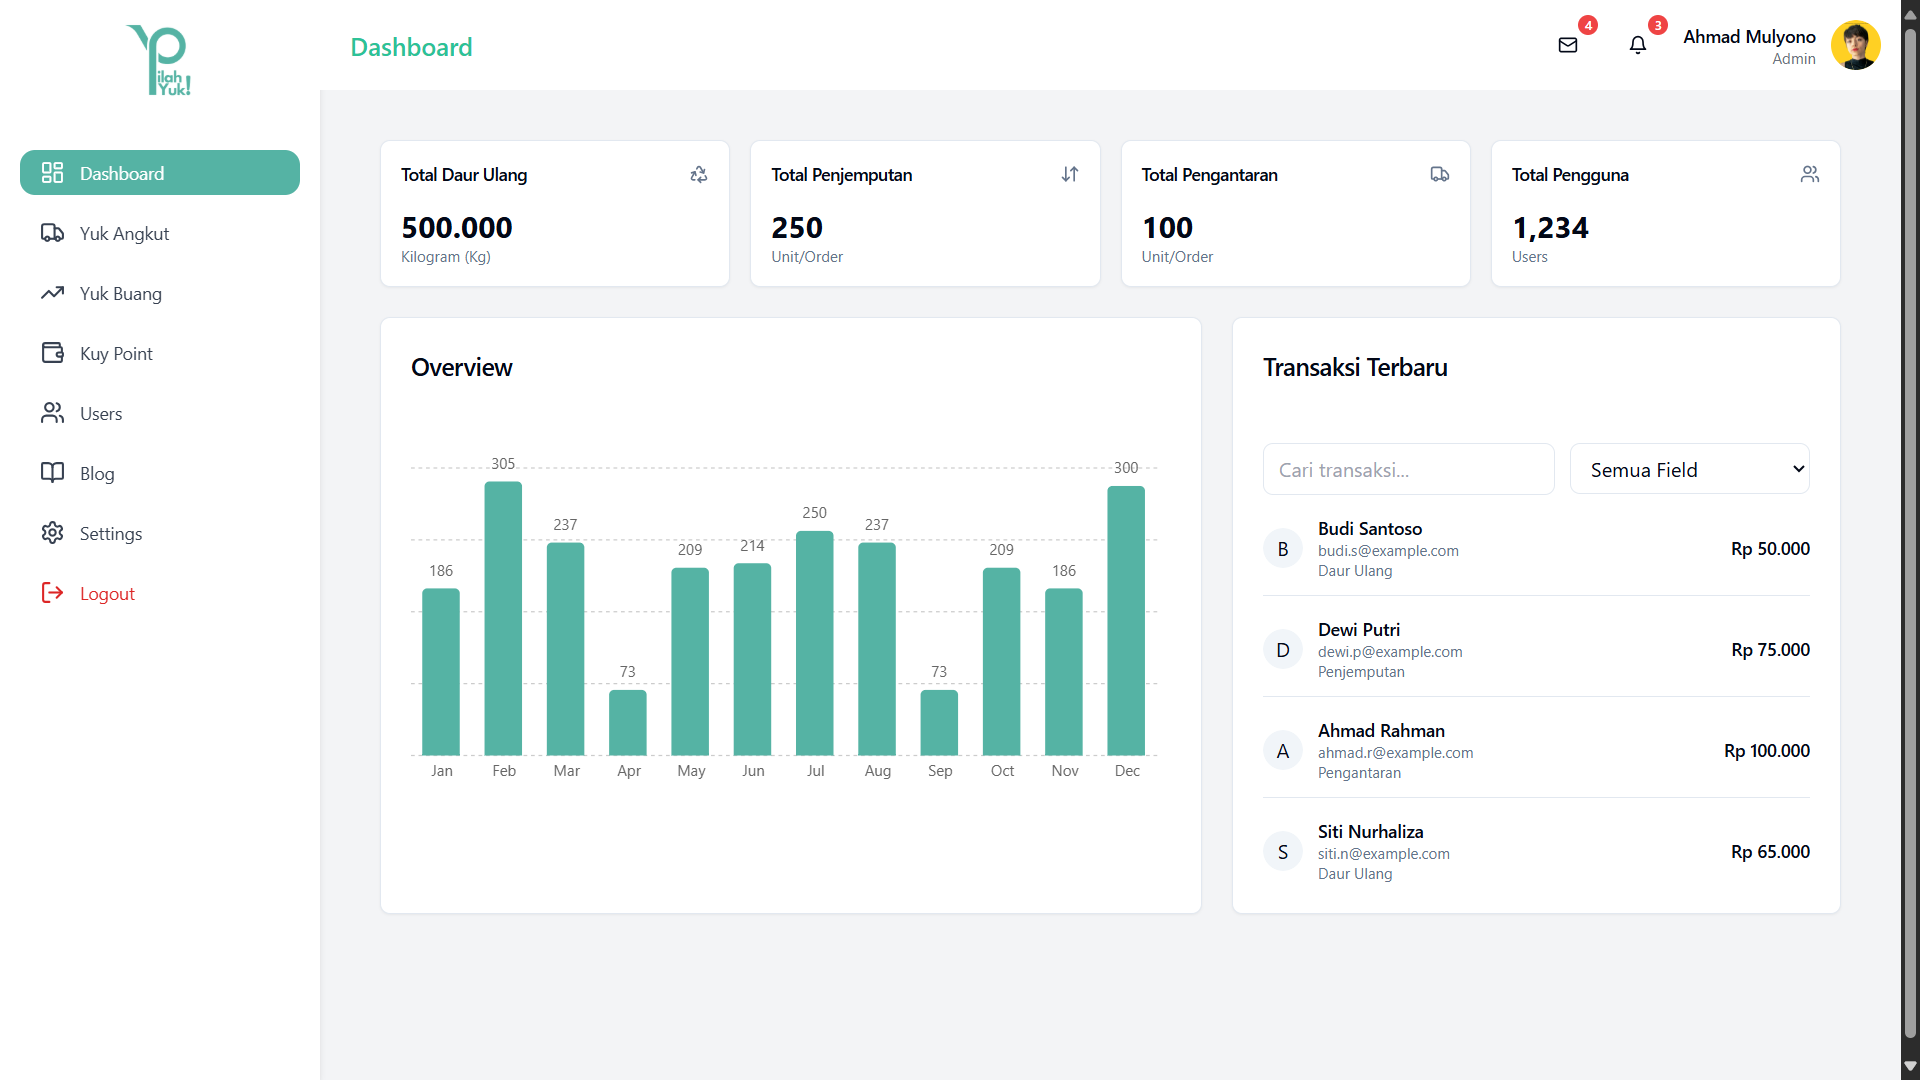 Pilah
Yuk!
Dashboard
4
3
Ahmad Mulyono
Admin
Dashboard
Yuk Angkut
Yuk Buang
Kuy Point
Users
Blog
Settings
Logout
Total Daur Ulang
500.000
Kilogram (Kg)
Total Penjemputan
250
Unit/Order
Total Pengantaran
100
Unit/Order
Total Pengguna
1,234
Users
Overview
305
300
250
237
237
209
214
209
186
186
73
73
Jan Feb Mar Apr May Jun Jul Aug Sep Oct Nov Dec
Transaksi Terbaru
Cari transaksi...
Semua Field
B
Budi Santoso
budi.s@example.com
Daur Ulang
Rp 50.000
D
Dewi Putri
dewi.p@example.com
Penjemputan
Rp 75.000
A
Ahmad Rahman
ahmad.r@example.com
Pengantaran
Rp 100.000
S
Siti Nurhaliza
siti.n@example.com
Daur Ulang
Rp 65.000